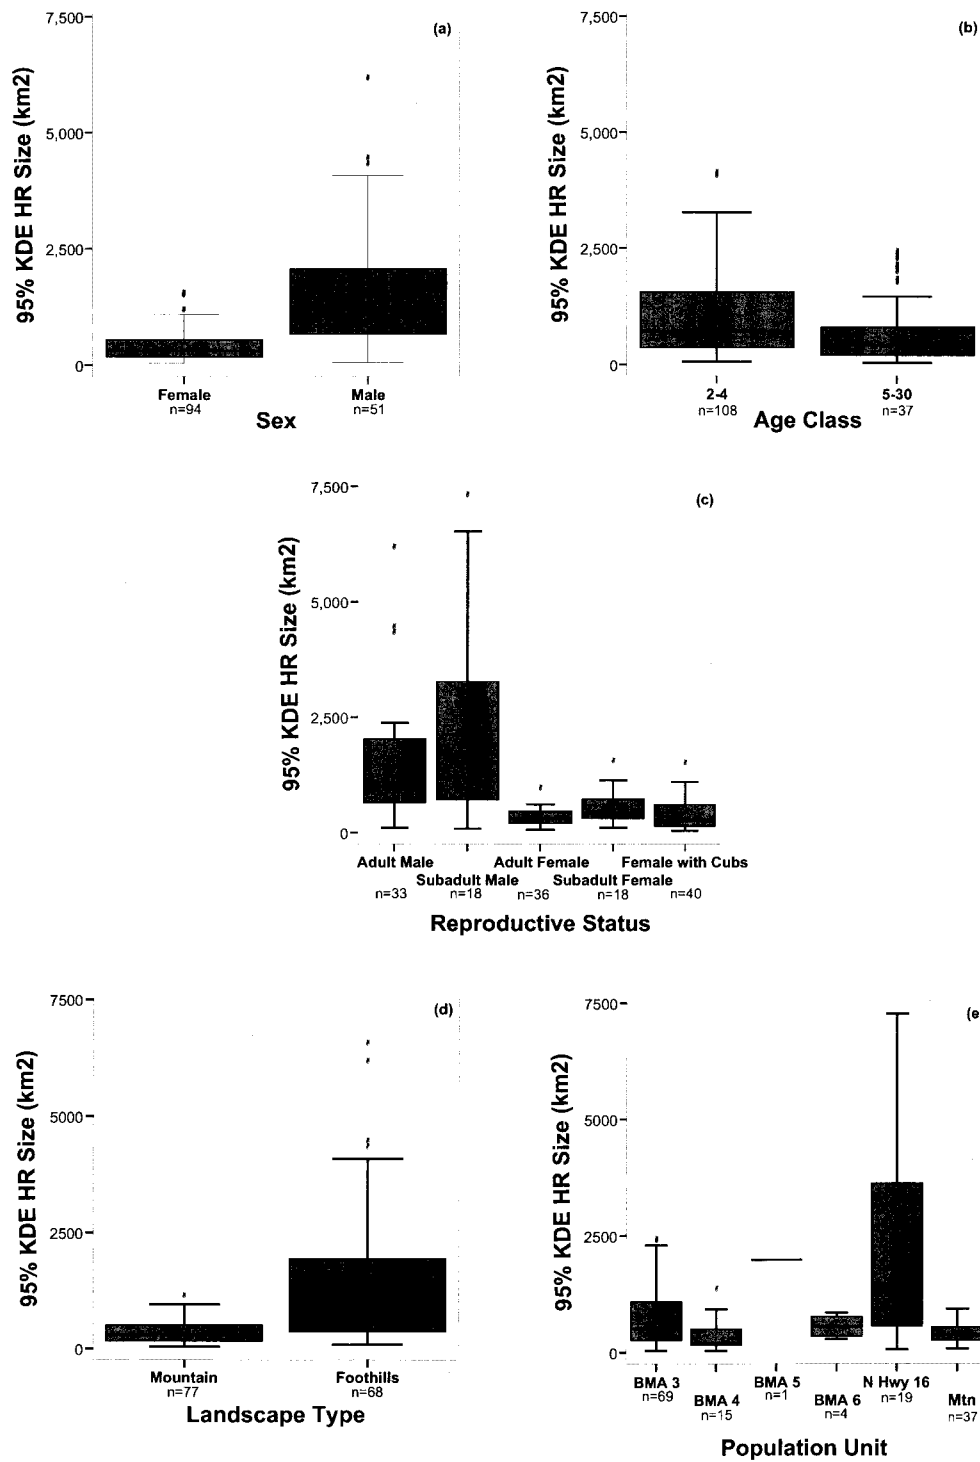 (a)
7,500
5,000
2,500
0
95% KDE HR Size (km2)
Female
n=94
Male
n=51
Sex
(b)
7,500
5,000
2,500
0
95% KDE HR Size (km2)
2-4
n=108
5-30
n=37
Age Class
(c)
7,500
5,000
2,500
0
95% KDE HR Size (km2)
Adult Male
n=33
Subadult Male
n=18
Adult Female
n=36
Subadult Female
n=18
Female with Cubs
n=40
Reproductive Status
(d)
7500
5000
2500
0
95% KDE HR Size (km2)
Mountain
n=77
Foothills
n=68
Landscape Type
(e
7500
5000
2500
0
95% KDE HR Size (km2)
BMA 3
n=69
BMA 4
n=15
BMA 5
n=1
BMA 6
n=4
N Hwy 16
n=19
Mtn
n=37
Population Unit